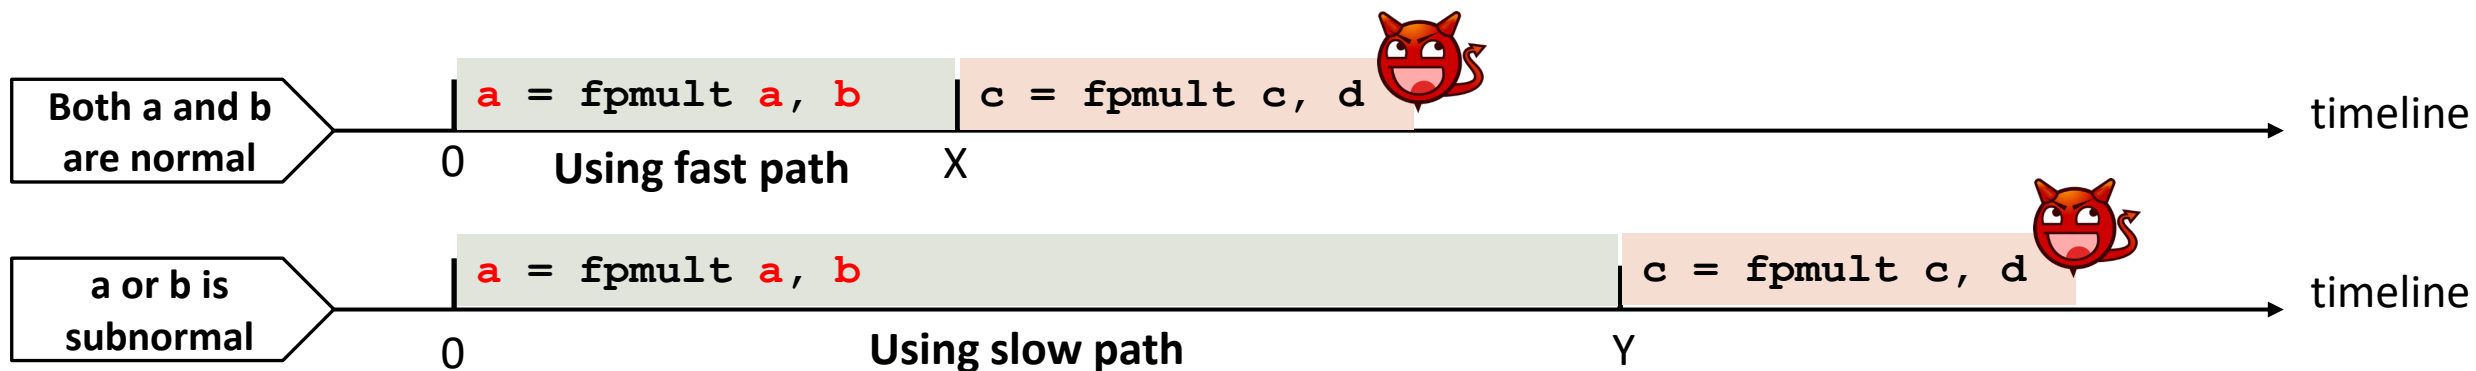 Both a and b
are normal
a = fpmult a, b
c = fpmult c, d
timeline
0
Using fast path
X
a or b is
subnormal
a = fpmult a, b
c = fpmult c, d
timeline
0
Using slow path
Y